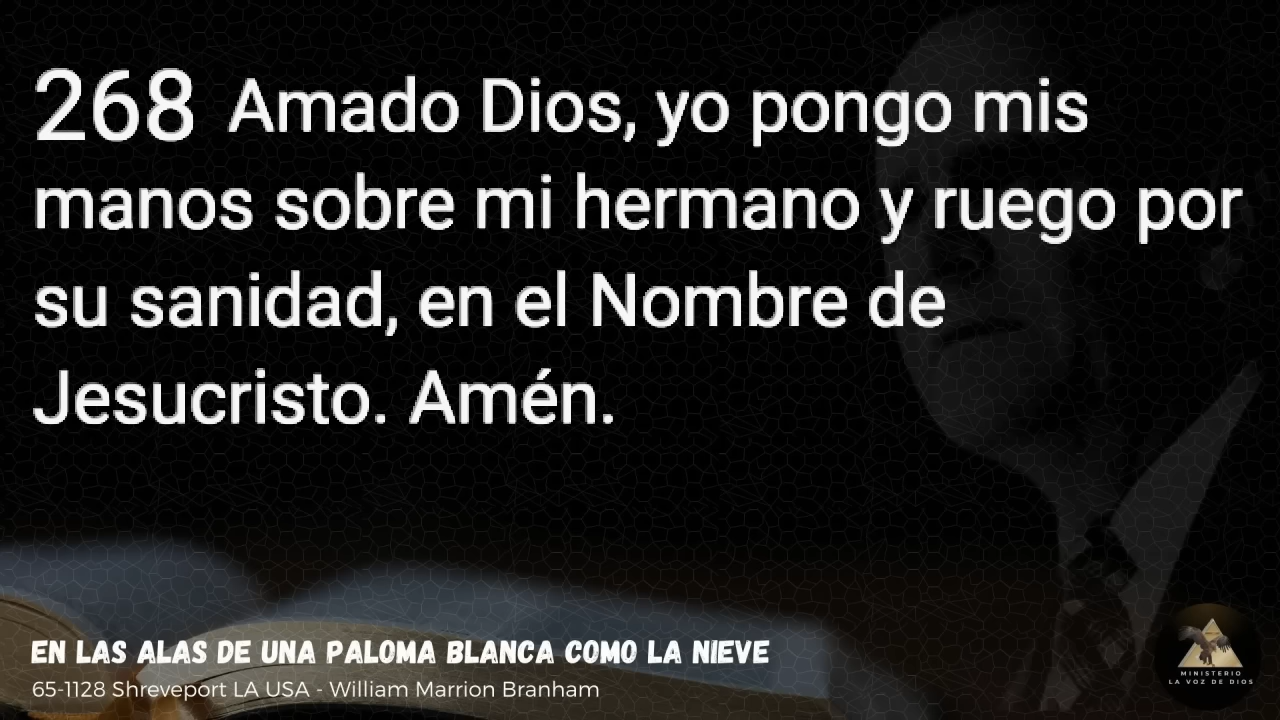 268 Amado Dios, yo pongo mis
manos sobre mi hermano y ruego por
su sanidad, en el Nombre de
Jesucristo. Amén.
EN LAS ALAS DE UNA PALOMA BLANCA COMO LA NIEVE
65-1128 Shreveport LA USA - William Marrion Branham
MINISTERIO
LA VOZ DE DIOS